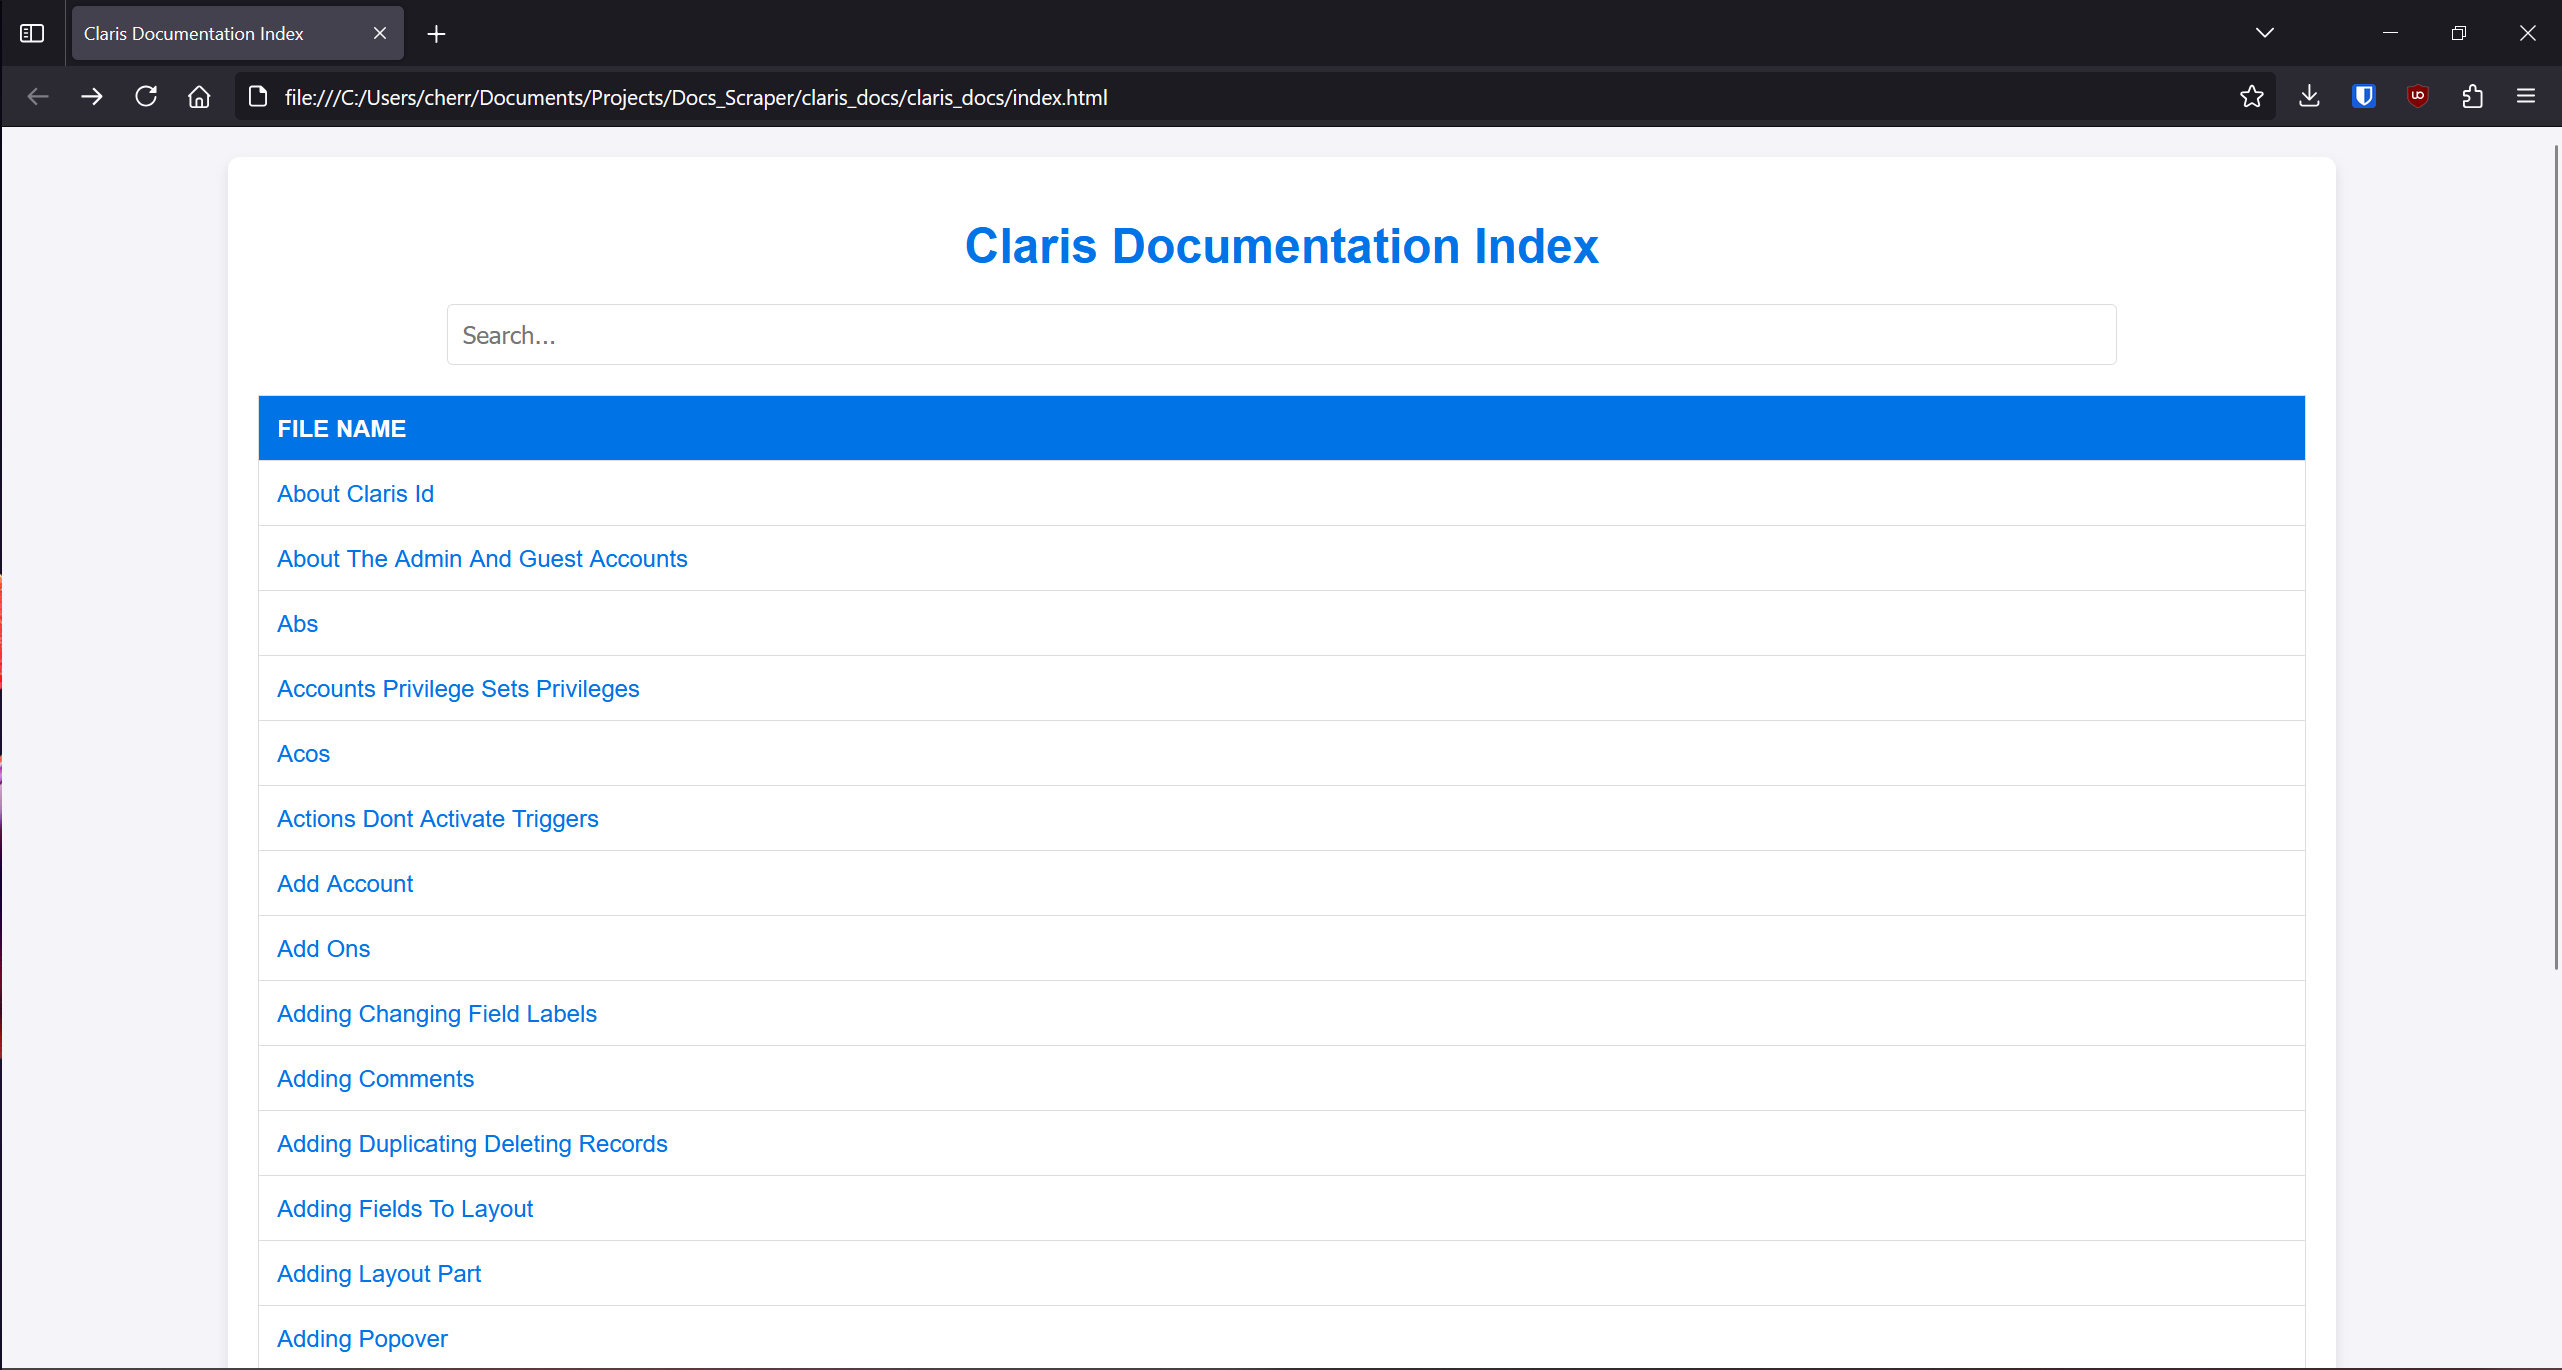 Claris Documentation Index
file:///C:/Users/cherr/Documents/Projects/Docs_Scraper/claris_docs/claris_docs/index.html
Claris Documentation Index
Search...
FILE NAME
About Claris Id
About The Admin And Guest Accounts
Abs
Accounts Privilege Sets Privileges
Acos
Actions Dont Activate Triggers
Add Account
Add Ons
Adding Changing Field Labels
Adding Comments
Adding Duplicating Deleting Records
Adding Fields To Layout
Adding Layout Part
Adding Popover